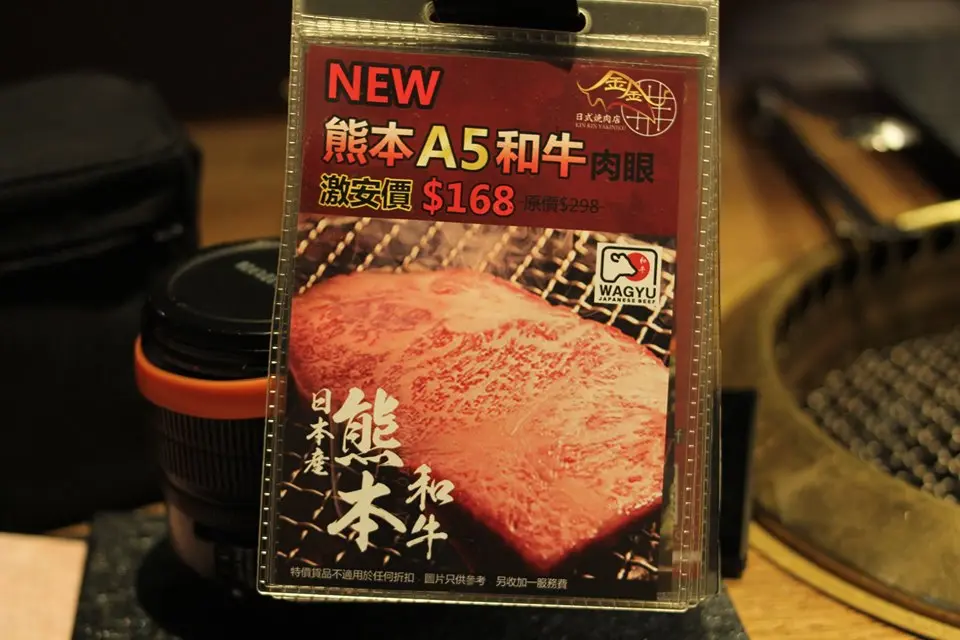 NEW
金金
日式燒肉店
KIN KIN YAKINIKU
熊本A5和牛肉眼
激安價 $168 原價$298
和牛
WAGYU
JAPANESE BEEF
日本産
熊本
和牛
特價貨品不適用於任何折扣 圖片只供參考 另收加一服務費